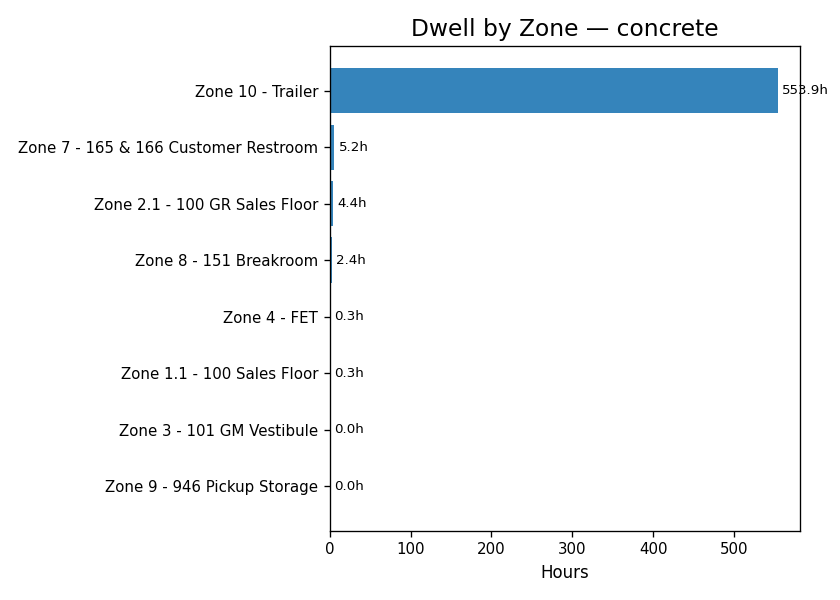 Dwell by Zone — concrete
Zone 10 - Trailer 553.9h
Zone 7 - 165 & 166 Customer Restroom 5.2h
Zone 2.1 - 100 GR Sales Floor 4.4h
Zone 8 - 151 Breakroom 2.4h
Zone 4 - FET 0.3h
Zone 1.1 - 100 Sales Floor 0.3h
Zone 3 - 101 GM Vestibule 0.0h
Zone 9 - 946 Pickup Storage 0.0h
0 100 200 300 400 500
Hours